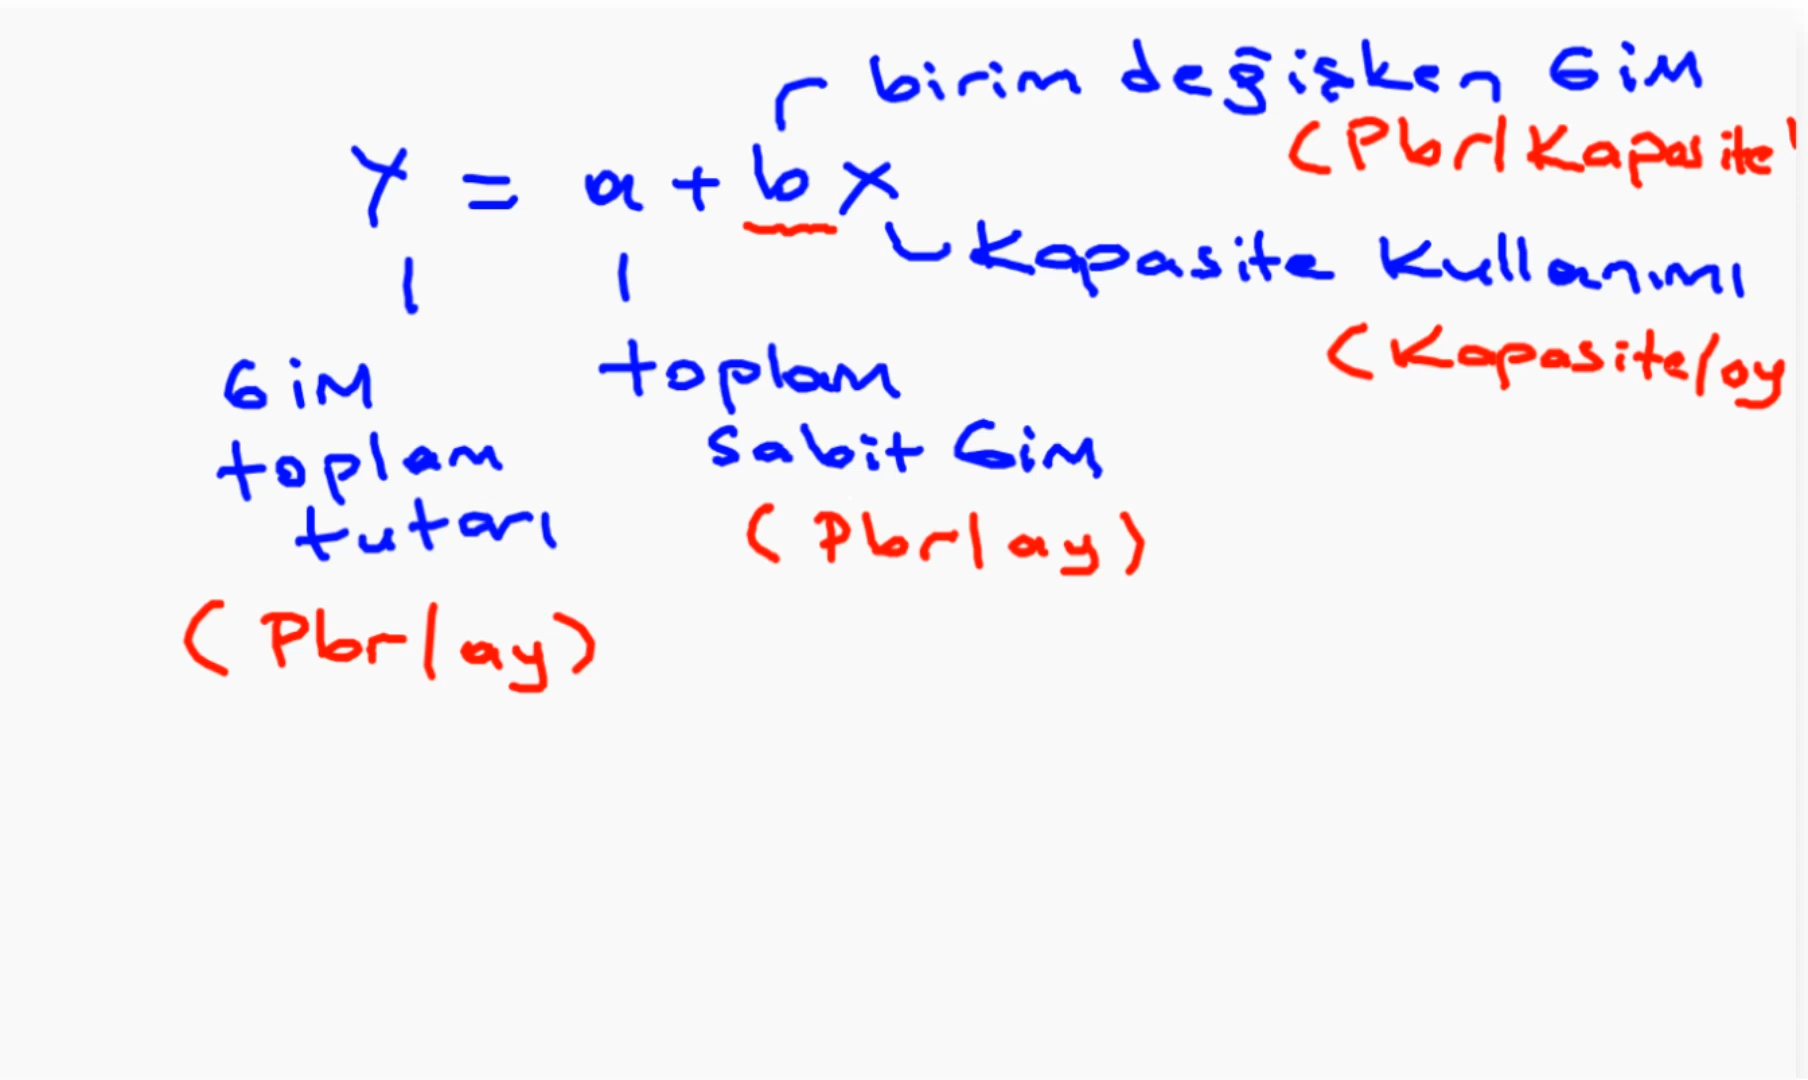 birim değişken GİM
(Pbr/Kapasite)
Y = a + bx
Kapasite Kullanımı
(Kapasite/ay
GİM
toplam
tutarı
(Pbr/ay)
toplam
sabit GİM
(Pbr/ay)